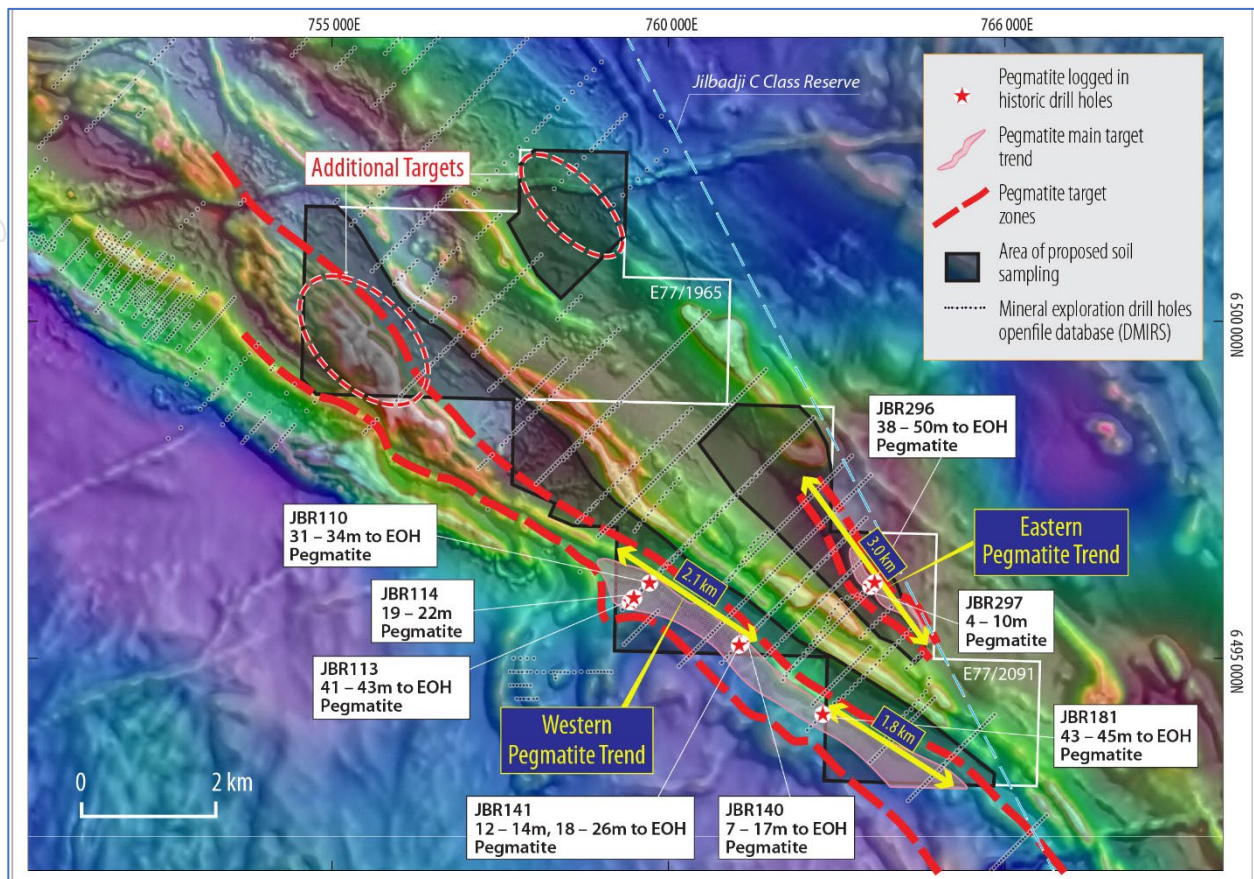 755 000E
760 000E
766 000E
Jilbadji C Class Reserve
Pegmatite logged in
historic drill holes
Pegmatite main target
trend
Pegmatite target
zones
Area of proposed soil
sampling
Mineral exploration drill holes
openfile database (DMIRS)
Additional Targets
E77/1965
6 500 000N
JBR296
38 – 50m to EOH
Pegmatite
JBR110
31 – 34m to EOH
Pegmatite
3.0 km
Eastern
Pegmatite Trend
2.1 km
JBR114
19 – 22m
Pegmatite
JBR297
4 – 10m
Pegmatite
JBR113
41 – 43m to EOH
Pegmatite
6 495 000N
E77/2091
Western
Pegmatite Trend
1.8 km
JBR181
43 – 45m to EOH
Pegmatite
0
2 km
JBR141
12 – 14m, 18 – 26m to EOH
Pegmatite
JBR140
7 – 17m to EOH
Pegmatite